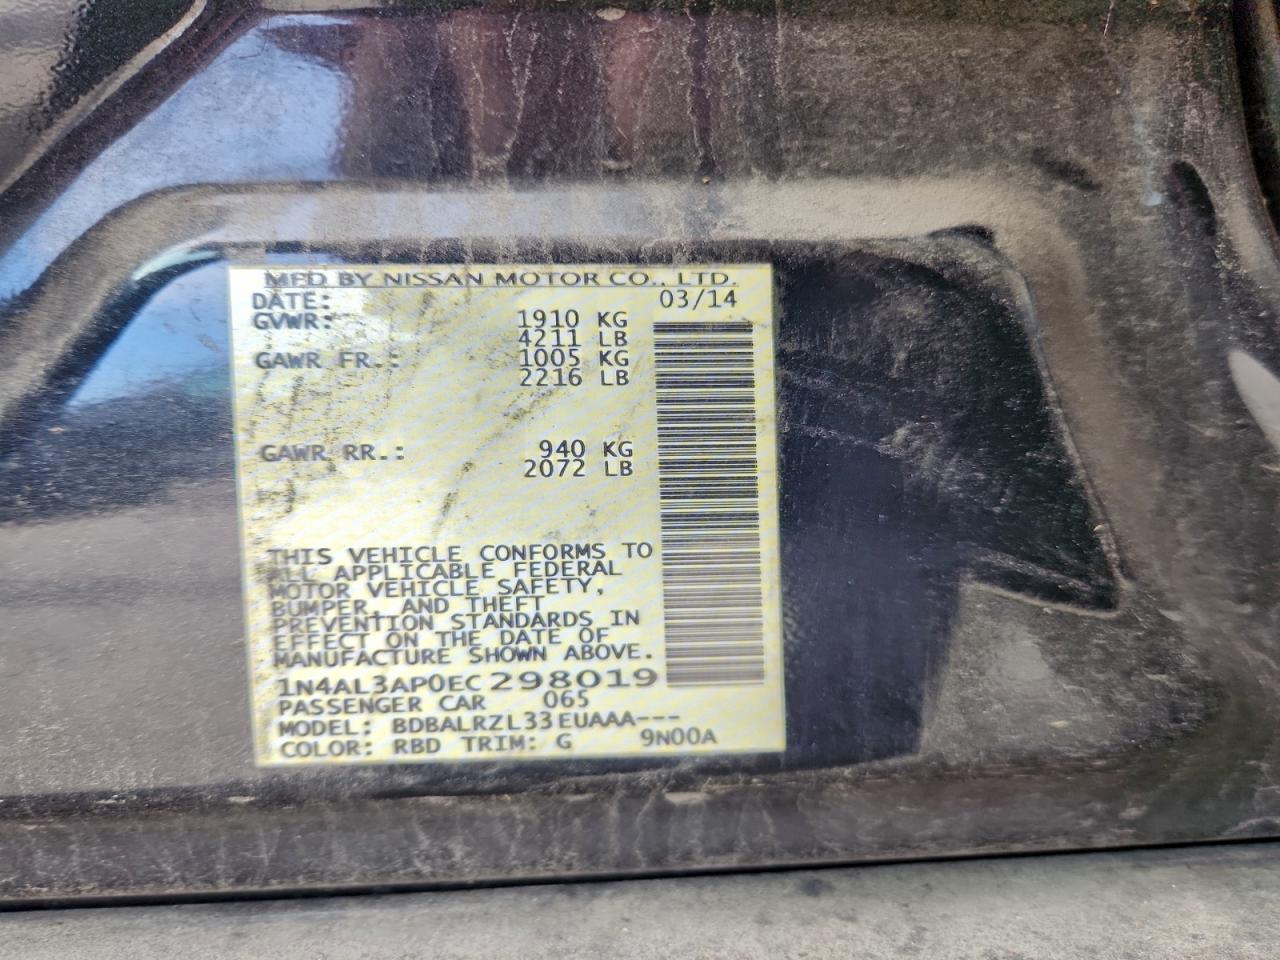 MFD BY NISSAN MOTOR CO., LTD.
DATE: 03/14
GVWR: 1910 KG
4211 LB
GAWR FR.: 1005 KG
2216 LB
GAWR RR.: 940 KG
2072 LB
THIS VEHICLE CONFORMS TO
ALL APPLICABLE FEDERAL
MOTOR VEHICLE SAFETY,
BUMPER, AND THEFT
PREVENTION STANDARDS IN
EFFECT ON THE DATE OF
MANUFACTURE SHOWN ABOVE.
1N4AL3AP0EC298019
PASSENGER CAR 065
MODEL: BDBALRZL33EUAAA---
COLOR: RBD TRIM: G 9N00A